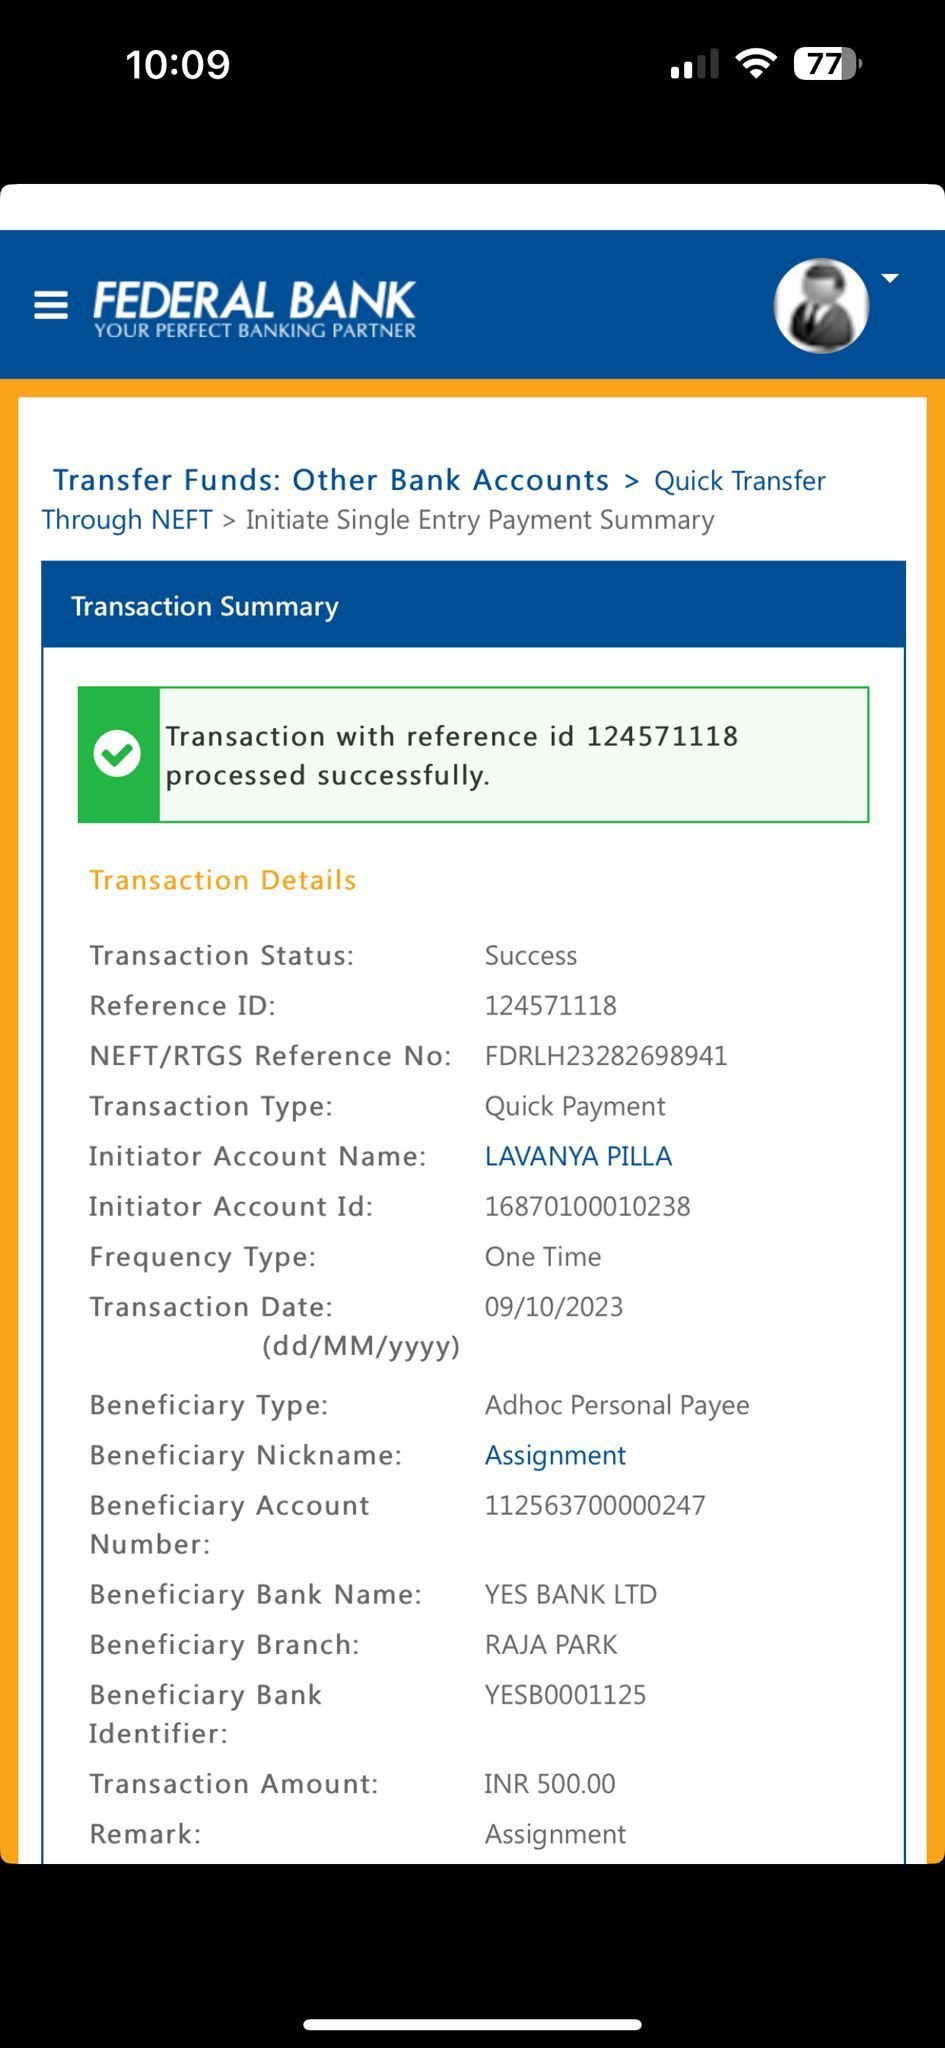 10:09
77
FEDERAL BANK
YOUR PERFECT BANKING PARTNER
Transfer Funds: Other Bank Accounts > Quick Transfer
Through NEFT > Initiate Single Entry Payment Summary
Transaction Summary
Transaction with reference id 124571118
processed successfully.
Transaction Details
Transaction Status: Success
Reference ID: 124571118
NEFT/RTGS Reference No: FDRLH23282698941
Transaction Type: Quick Payment
Initiator Account Name: LAVANYA PILLA
Initiator Account Id: 16870100010238
Frequency Type: One Time
Transaction Date: 09/10/2023
(dd/MM/yyyy)
Beneficiary Type: Adhoc Personal Payee
Beneficiary Nickname: Assignment
Beneficiary Account 112563700000247
Number:
Beneficiary Bank Name: YES BANK LTD
Beneficiary Branch: RAJA PARK
Beneficiary Bank YESB0001125
Identifier:
Transaction Amount: INR 500.00
Remark: Assignment